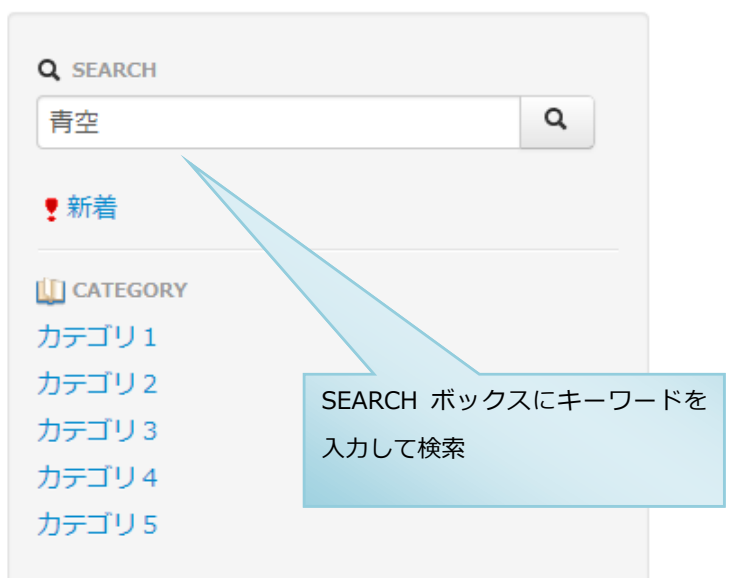 SEARCH
青空
新着
CATEGORY
カテゴリ1
カテゴリ2
カテゴリ3
カテゴリ4
カテゴリ5
SEARCH ボックスにキーワードを
入力して検索